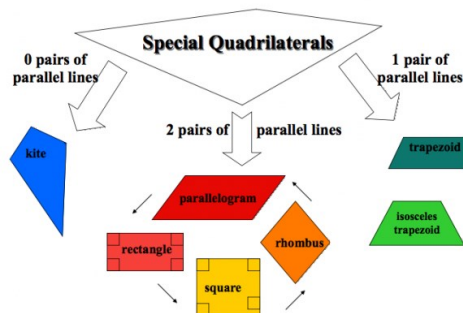 Special Quadrilaterals
0 pairs of
parallel lines
1 pair of
parallel lines
2 pairs of parallel lines
kite
parallelogram
trapezoid
rectangle
rhombus
isosceles
trapezoid
square